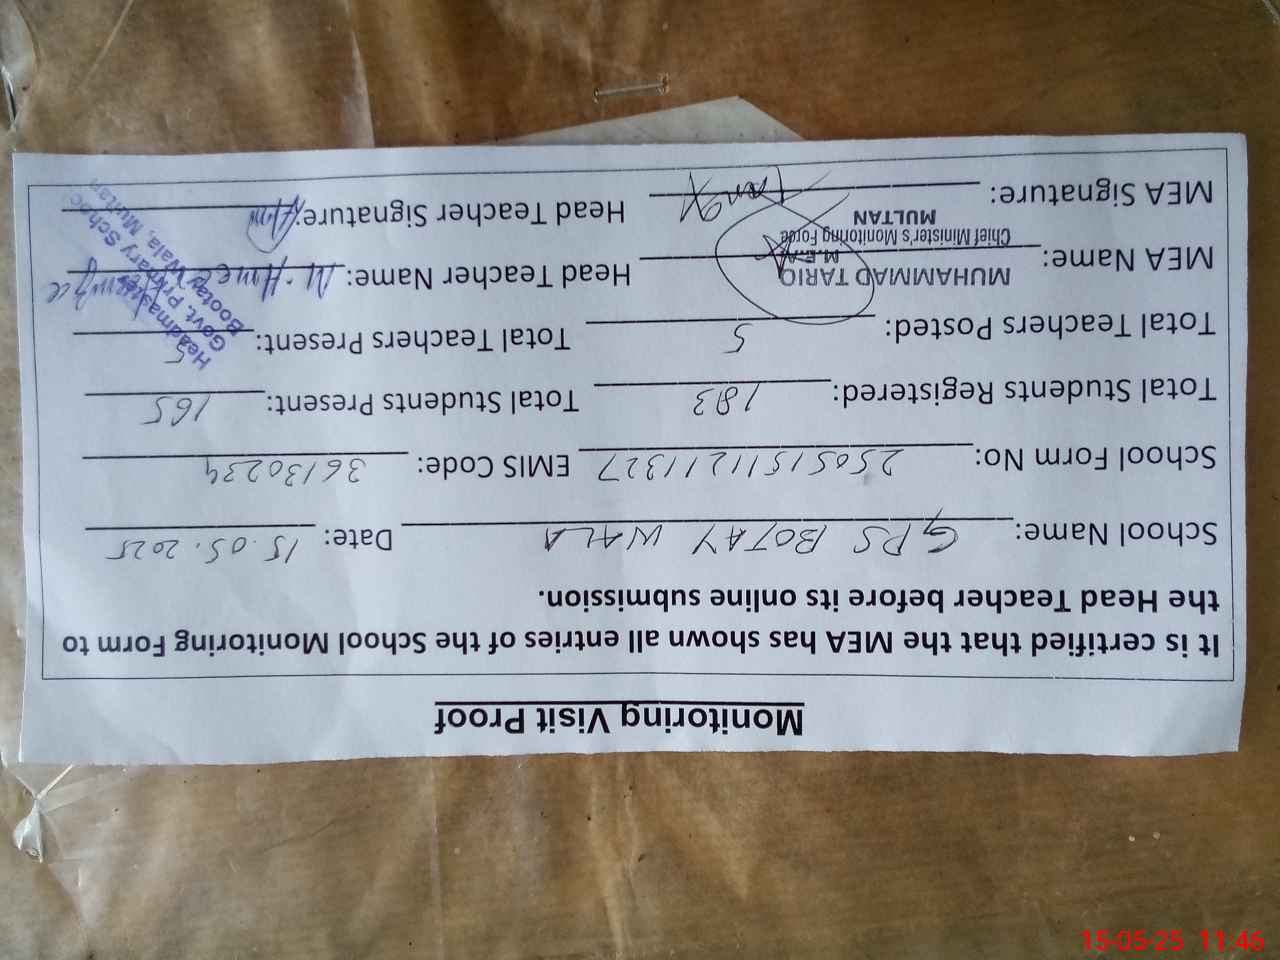 Monitoring Visit Proof
It is certified that the MEA has shown all entries of the School Monitoring Form to
the Head Teacher before its online submission.
School Name: GPS BOTAY WALA Date: 15.05.2025
School Form No: 250515111211327 EMIS Code: 36130234
Total Students Registered: 183 Total Students Present: 165
Total Teachers Posted: 5 Total Teachers Present: 5
MEA Name: MUHAMMAD TARIQ Head Teacher Name:
M.E.A
Chief Minister's Monitoring Force
MULTAN
MEA Signature: Head Teacher Signature:
Headmaster
Govt. Primary Schoo
Bootay Wala, Multan
15-05-25 11:46